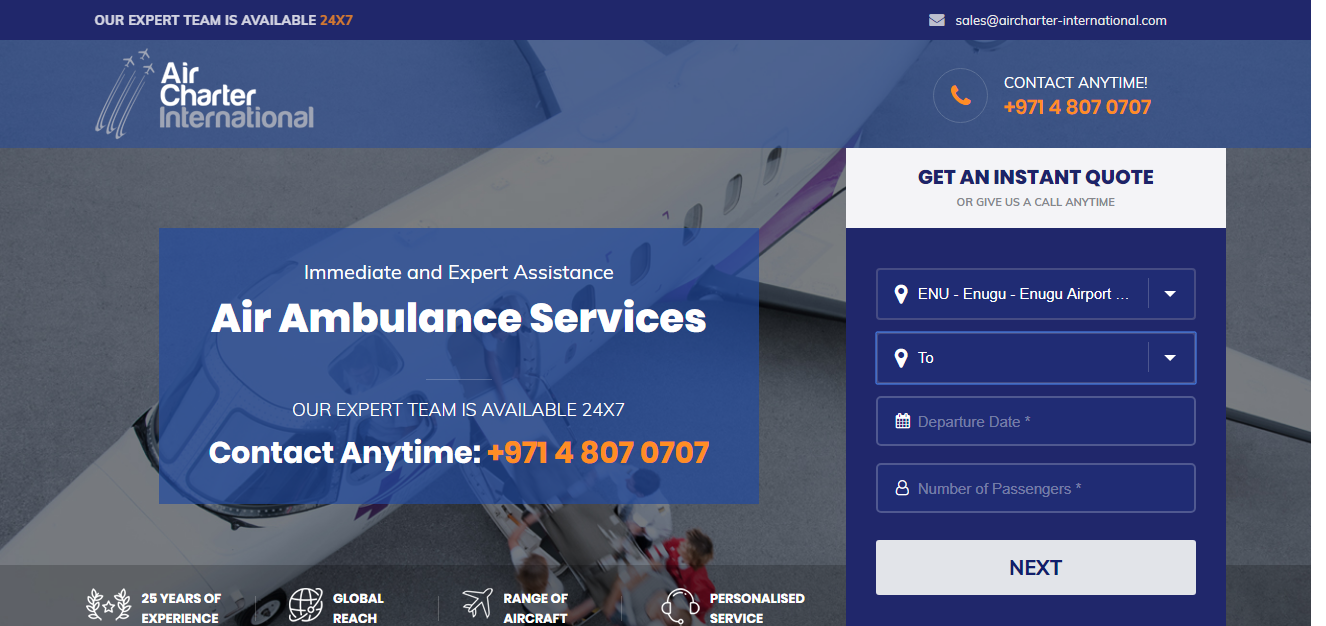 OUR EXPERT TEAM IS AVAILABLE 24X7
sales@aircharter-international.com
Air
Charter
International
CONTACT ANYTIME!
+971 4 807 0707
GET AN INSTANT QUOTE
OR GIVE US A CALL ANYTIME
Immediate and Expert Assistance
Air Ambulance Services
OUR EXPERT TEAM IS AVAILABLE 24X7
Contact Anytime: +971 4 807 0707
ENU - Enugu - Enugu Airport ...
To
Departure Date *
Number of Passengers *
NEXT
25 YEARS OF
EXPERIENCE
GLOBAL
REACH
RANGE OF
AIRCRAFT
PERSONALISED
SERVICE